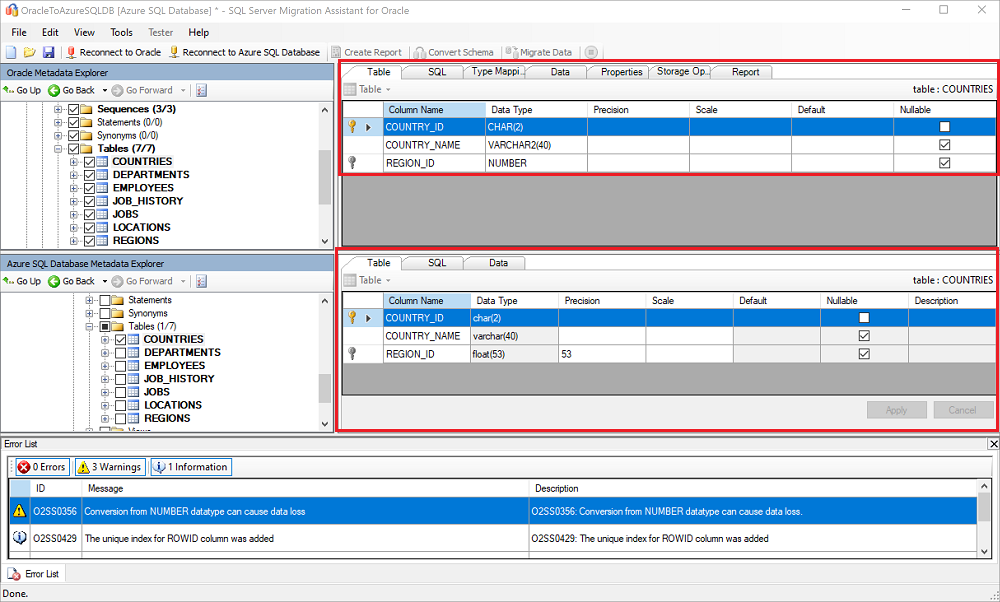 OracleToAzureSQLDB [Azure SQL Database] * - SQL Server Migration Assistant for Oracle
File Edit View Tools Tester Help
Reconnect to Oracle Reconnect to Azure SQL Database Create Report Convert Schema Migrate Data
Oracle Metadata Explorer
Go Up Go Back Go Forward
Sequences (3/3)
Statements (0/0)
Synonyms (0/0)
Tables (7/7)
COUNTRIES
DEPARTMENTS
EMPLOYEES
JOB_HISTORY
JOBS
LOCATIONS
REGIONS
Table SQL Type Mappi... Data Properties Storage Op... Report
Table table : COUNTRIES
Column Name Data Type Precision Scale Default Nullable
COUNTRY_ID CHAR(2)
COUNTRY_NAME VARCHAR2(40)
REGION_ID NUMBER
Azure SQL Database Metadata Explorer
Go Up Go Back Go Forward
Statements
Synonyms
Tables (1/7)
COUNTRIES
DEPARTMENTS
EMPLOYEES
JOB_HISTORY
JOBS
LOCATIONS
REGIONS
Table SQL Data
Table table : COUNTRIES
Column Name Data Type Precision Scale Default Nullable Description
COUNTRY_ID char(2)
COUNTRY_NAME varchar(40)
REGION_ID float(53) 53
Apply Cancel
Error List
0 Errors 3 Warnings 1 Information
ID Message Description
O2SS0356 Conversion from NUMBER datatype can cause data loss O2SS0356: Conversion from NUMBER datatype can cause data loss.
O2SS0429 The unique index for ROWID column was added O2SS0429: The unique index for ROWID column was added
Error List
Done.